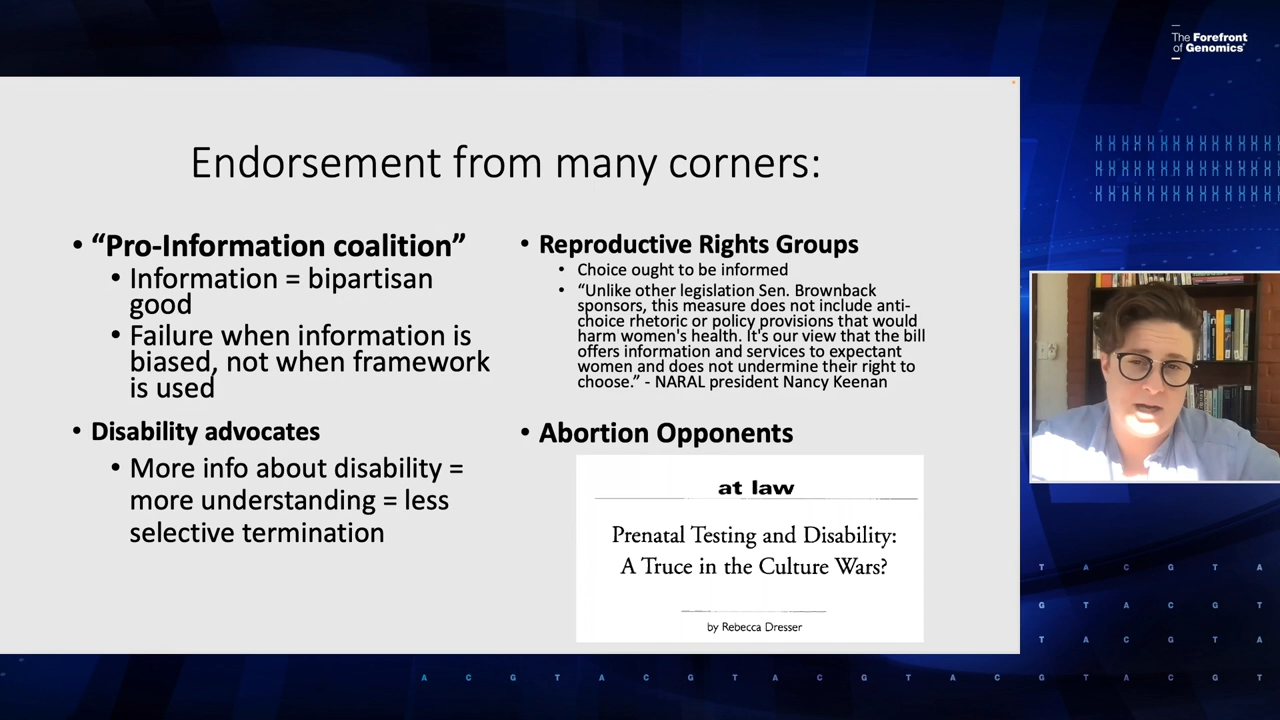 The Forefront
of Genomics®
Endorsement from many corners:
• “Pro-Information coalition”
• Information = bipartisan
good
• Failure when information is
biased, not when framework
is used
• Disability advocates
• More info about disability =
more understanding = less
selective termination
• Reproductive Rights Groups
• Choice ought to be informed
• “Unlike other legislation Sen. Brownback
sponsors, this measure does not include anti-
choice rhetoric or policy provisions that would
harm women's health. It's our view that the bill
offers information and services to expectant
women and does not undermine their right to
choose.” - NARAL president Nancy Keenan
• Abortion Opponents
at law
Prenatal Testing and Disability:
A Truce in the Culture Wars?
by Rebecca Dresser
T A C G T A
G T A C G T
T A C G T A
A C G T A C G T A C G T A C G T A C G T